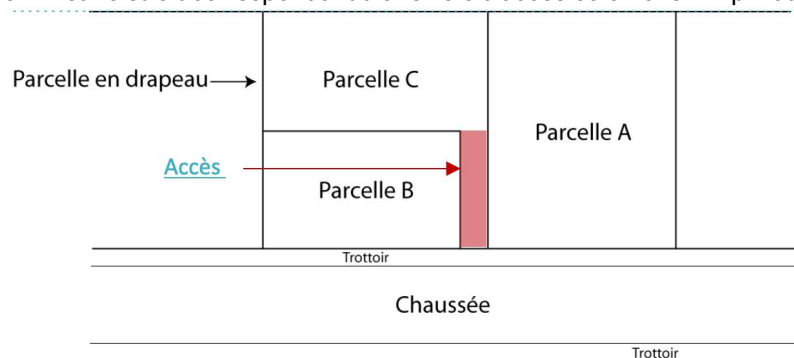 Parcelle en drapeau
Parcelle C
Parcelle A
Accès
Parcelle B
Trottoir
Chaussée
Trottoir